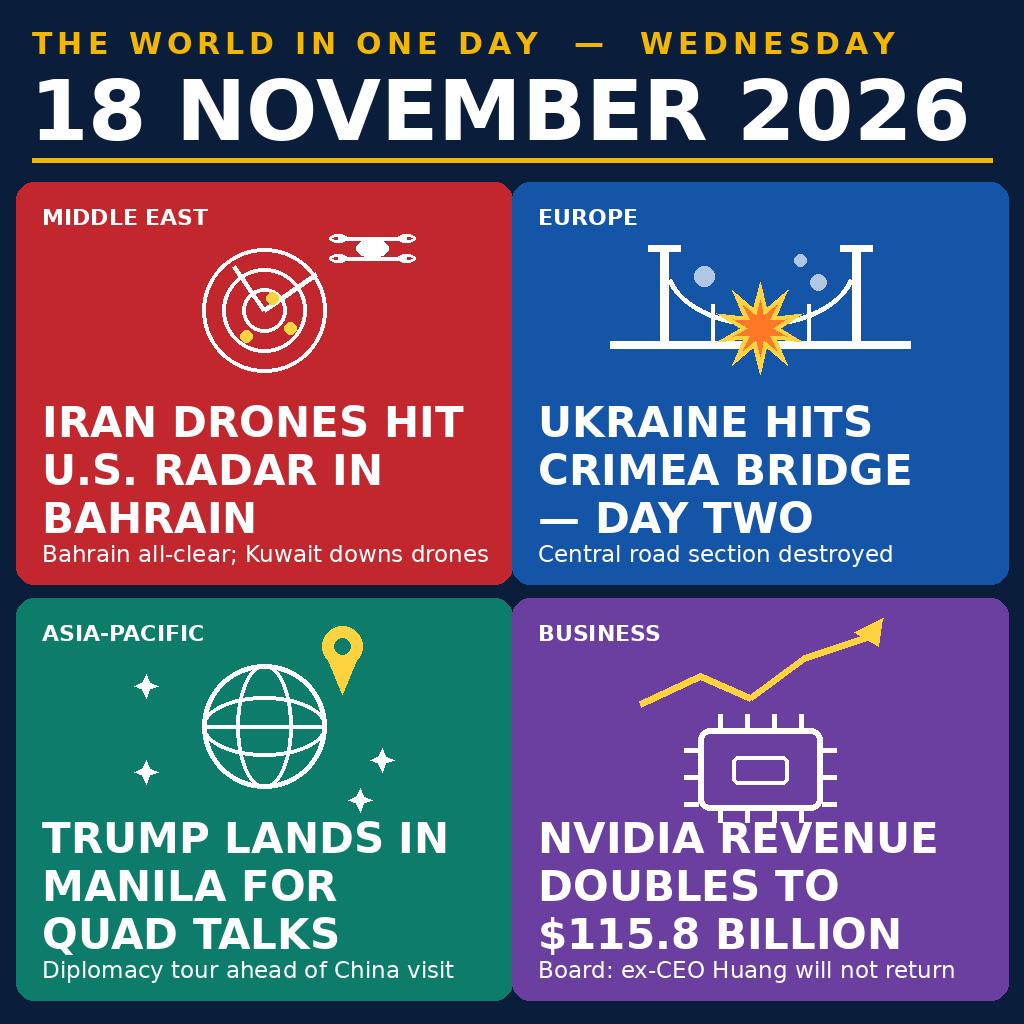 THE WORLD IN ONE DAY — WEDNESDAY
18 NOVEMBER 2026
MIDDLE EAST
IRAN DRONES HIT
U.S. RADAR IN
BAHRAIN
Bahrain all-clear; Kuwait downs drones
EUROPE
UKRAINE HITS
CRIMEA BRIDGE
— DAY TWO
Central road section destroyed
ASIA-PACIFIC
TRUMP LANDS IN
MANILA FOR
QUAD TALKS
Diplomacy tour ahead of China visit
BUSINESS
NVIDIA REVENUE
DOUBLES TO
$115.8 BILLION
Board: ex-CEO Huang will not return